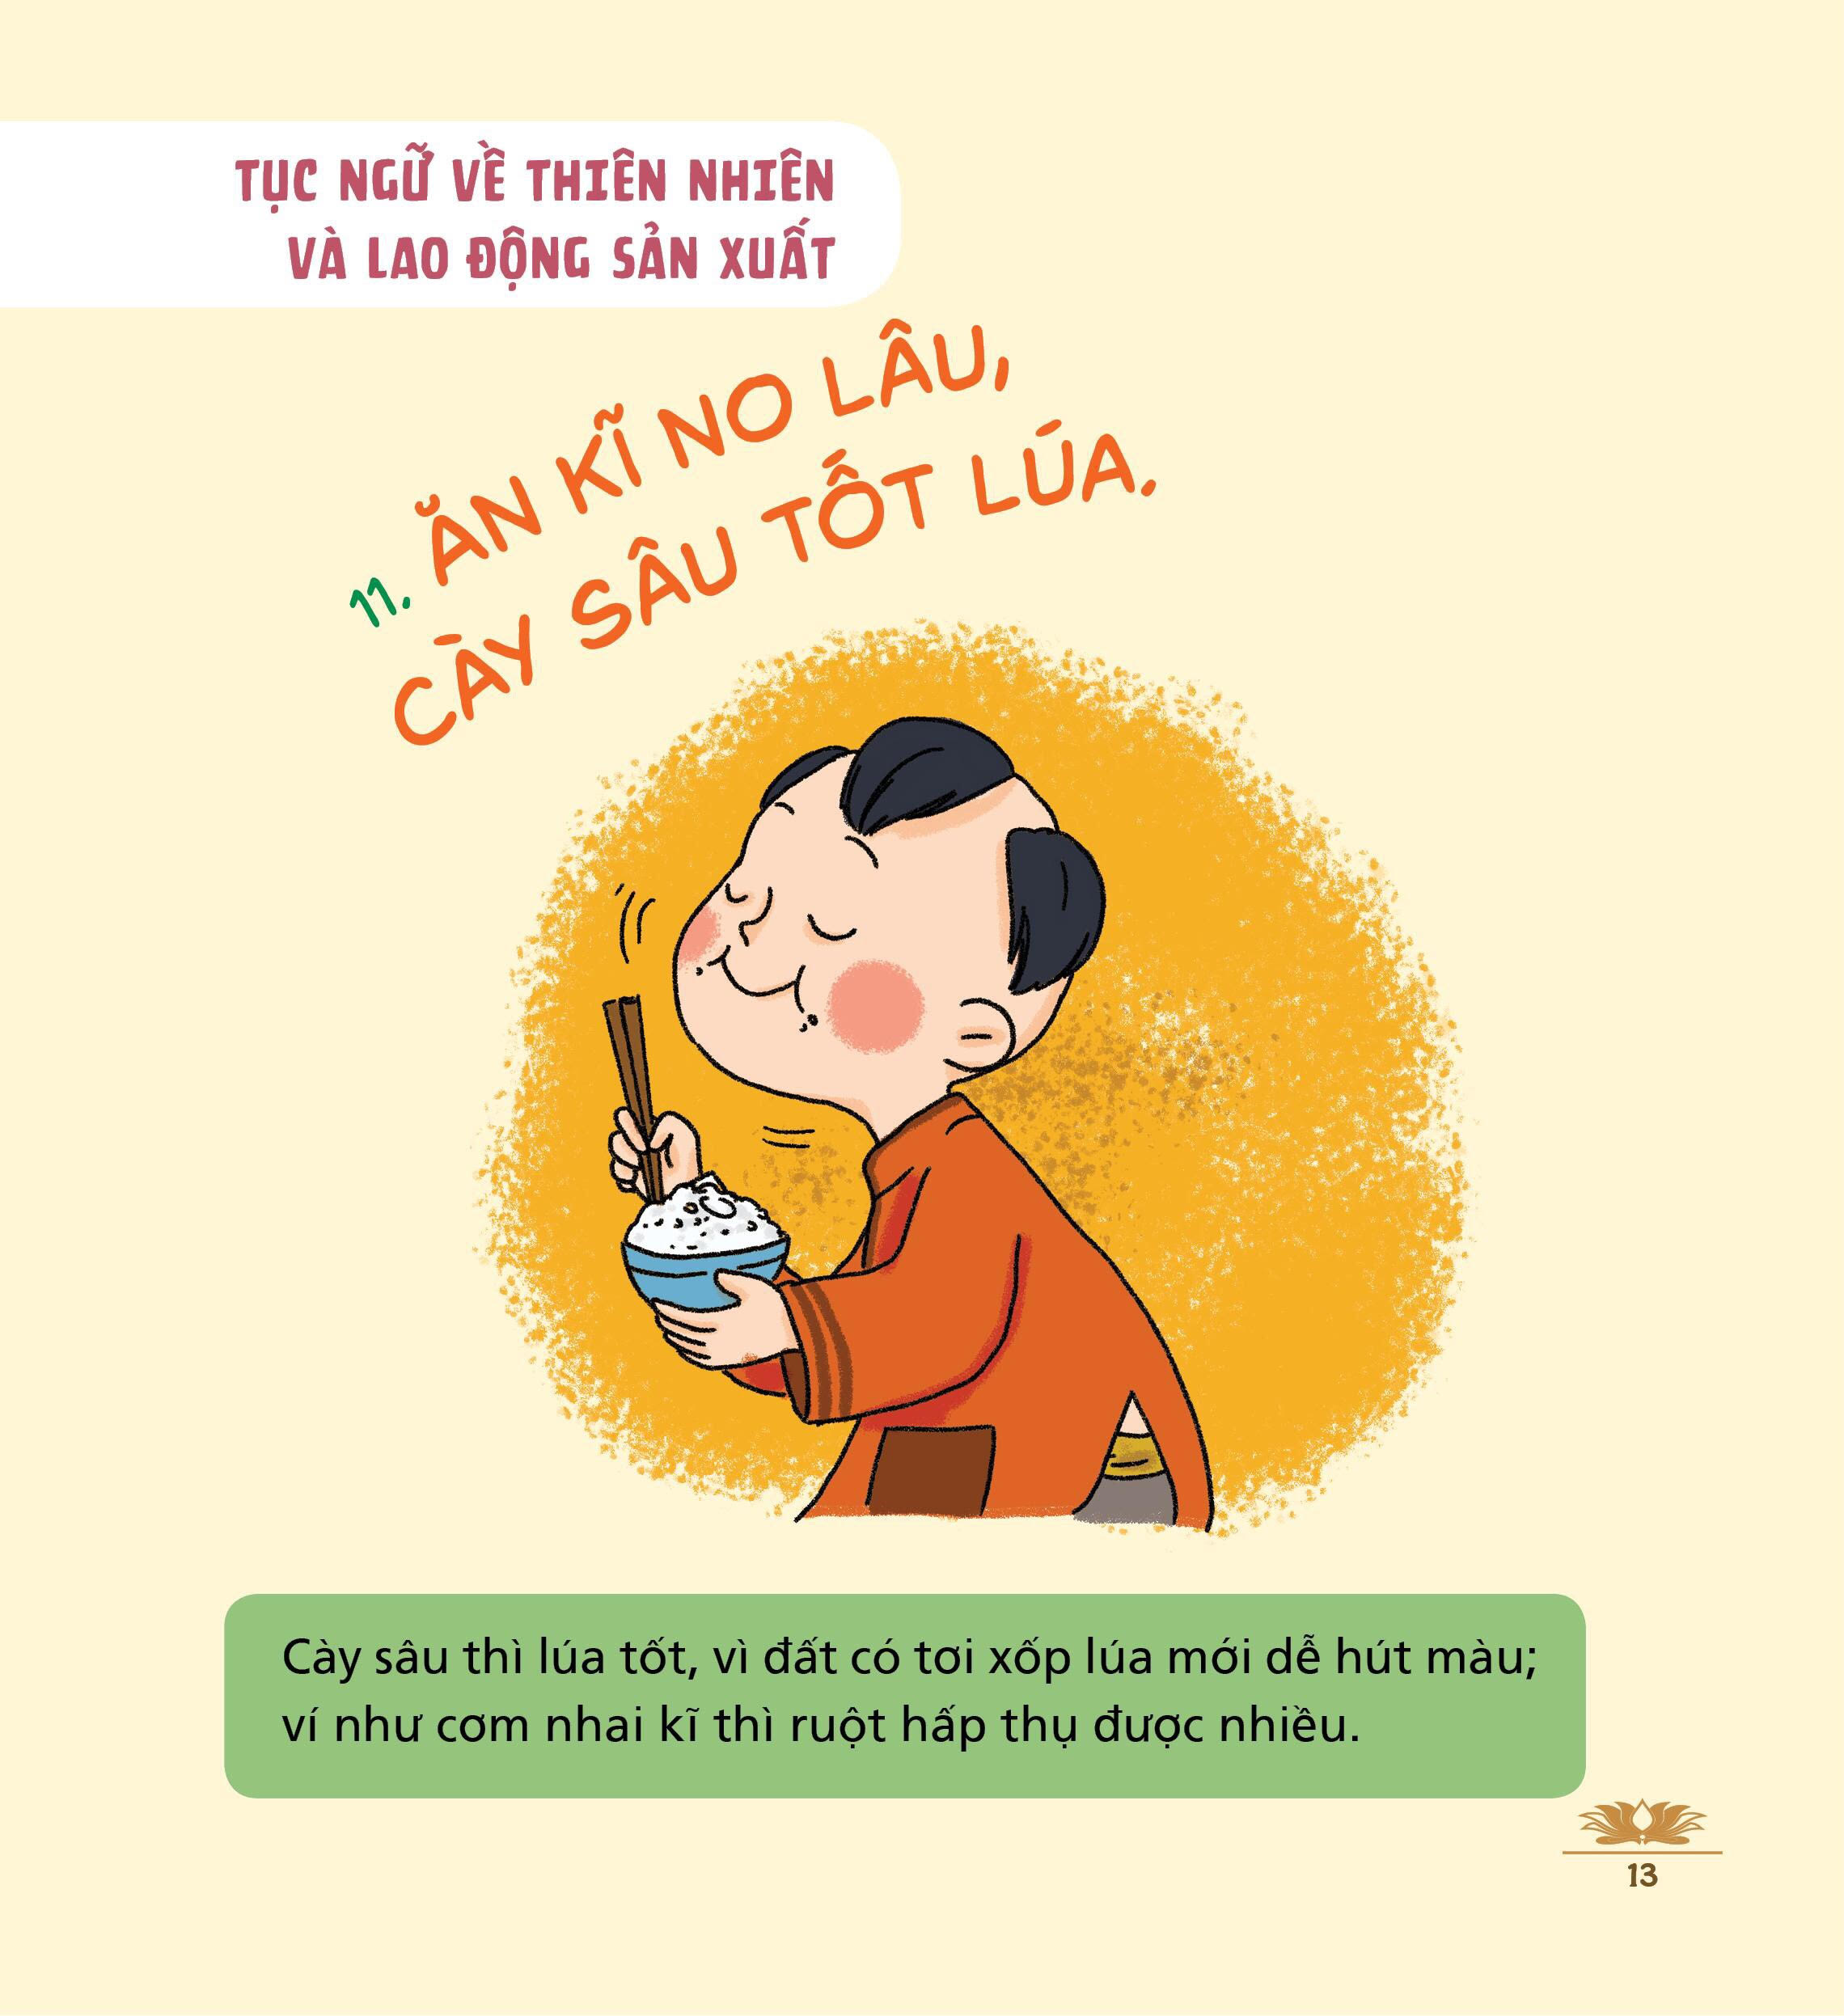 TỤC NGỮ VỀ THIÊN NHIÊN
VÀ LAO ĐỘNG SẢN XUẤT
11. ĂN KĨ NO LÂU,
CÀY SÂU TỐT LÚA.
Cày sâu thì lúa tốt, vì đất có tơi xốp lúa mới dễ hút màu;
ví như cơm nhai kĩ thì ruột hấp thụ được nhiều.
13